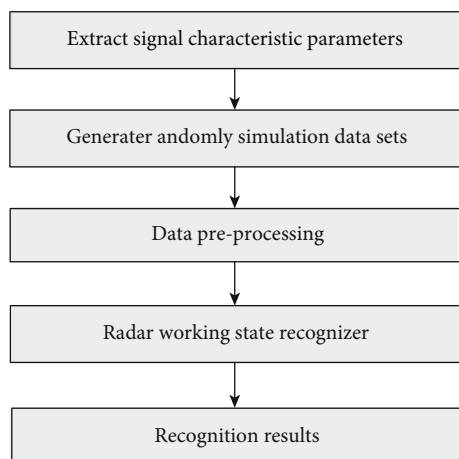 Extract signal characteristic parameters
Generater andomly simulation data sets
Data pre-processing
Radar working state recognizer
Recognition results